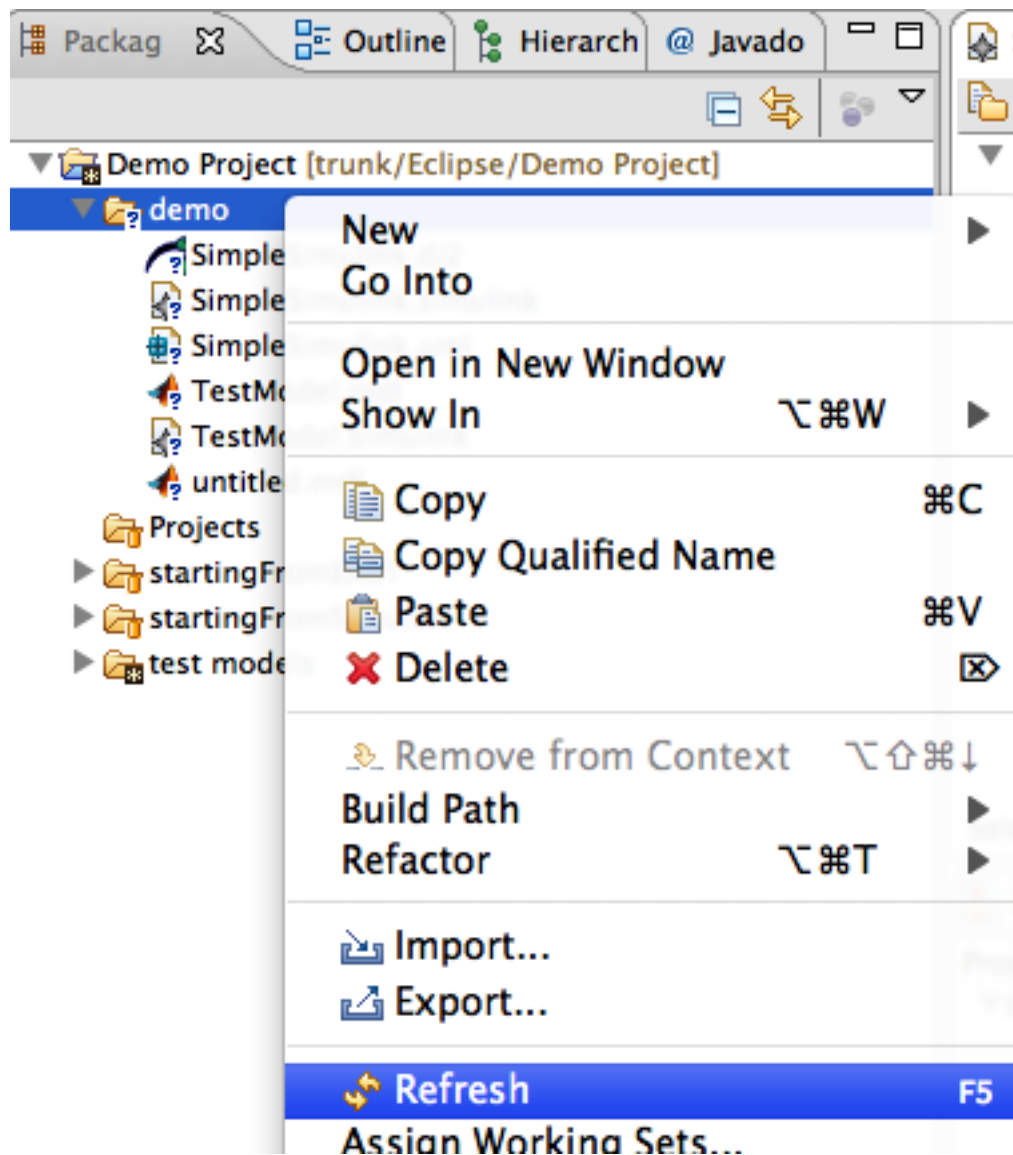 Packag Outline Hierarch @ Javado
Demo Project [trunk/Eclipse/Demo Project]
demo
Simple
Simple
Simple
TestMo
TestMo
untitle
Projects
startingFr
startingFr
test models
New
Go Into
Open in New Window
Show In ⌥⌘W
Copy ⌘C
Copy Qualified Name
Paste ⌘V
Delete ⌦
Remove from Context ⌥⇧⌘↓
Build Path
Refactor ⌥⌘T
Import...
Export...
Refresh F5
Assign Working Sets...